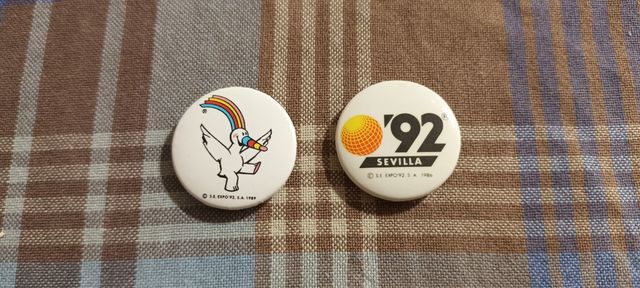 ®
© S.E. EXPO'92, S.A. 1989
'92
®
SEVILLA
© S.E. EXPO'92, S.A. 1986